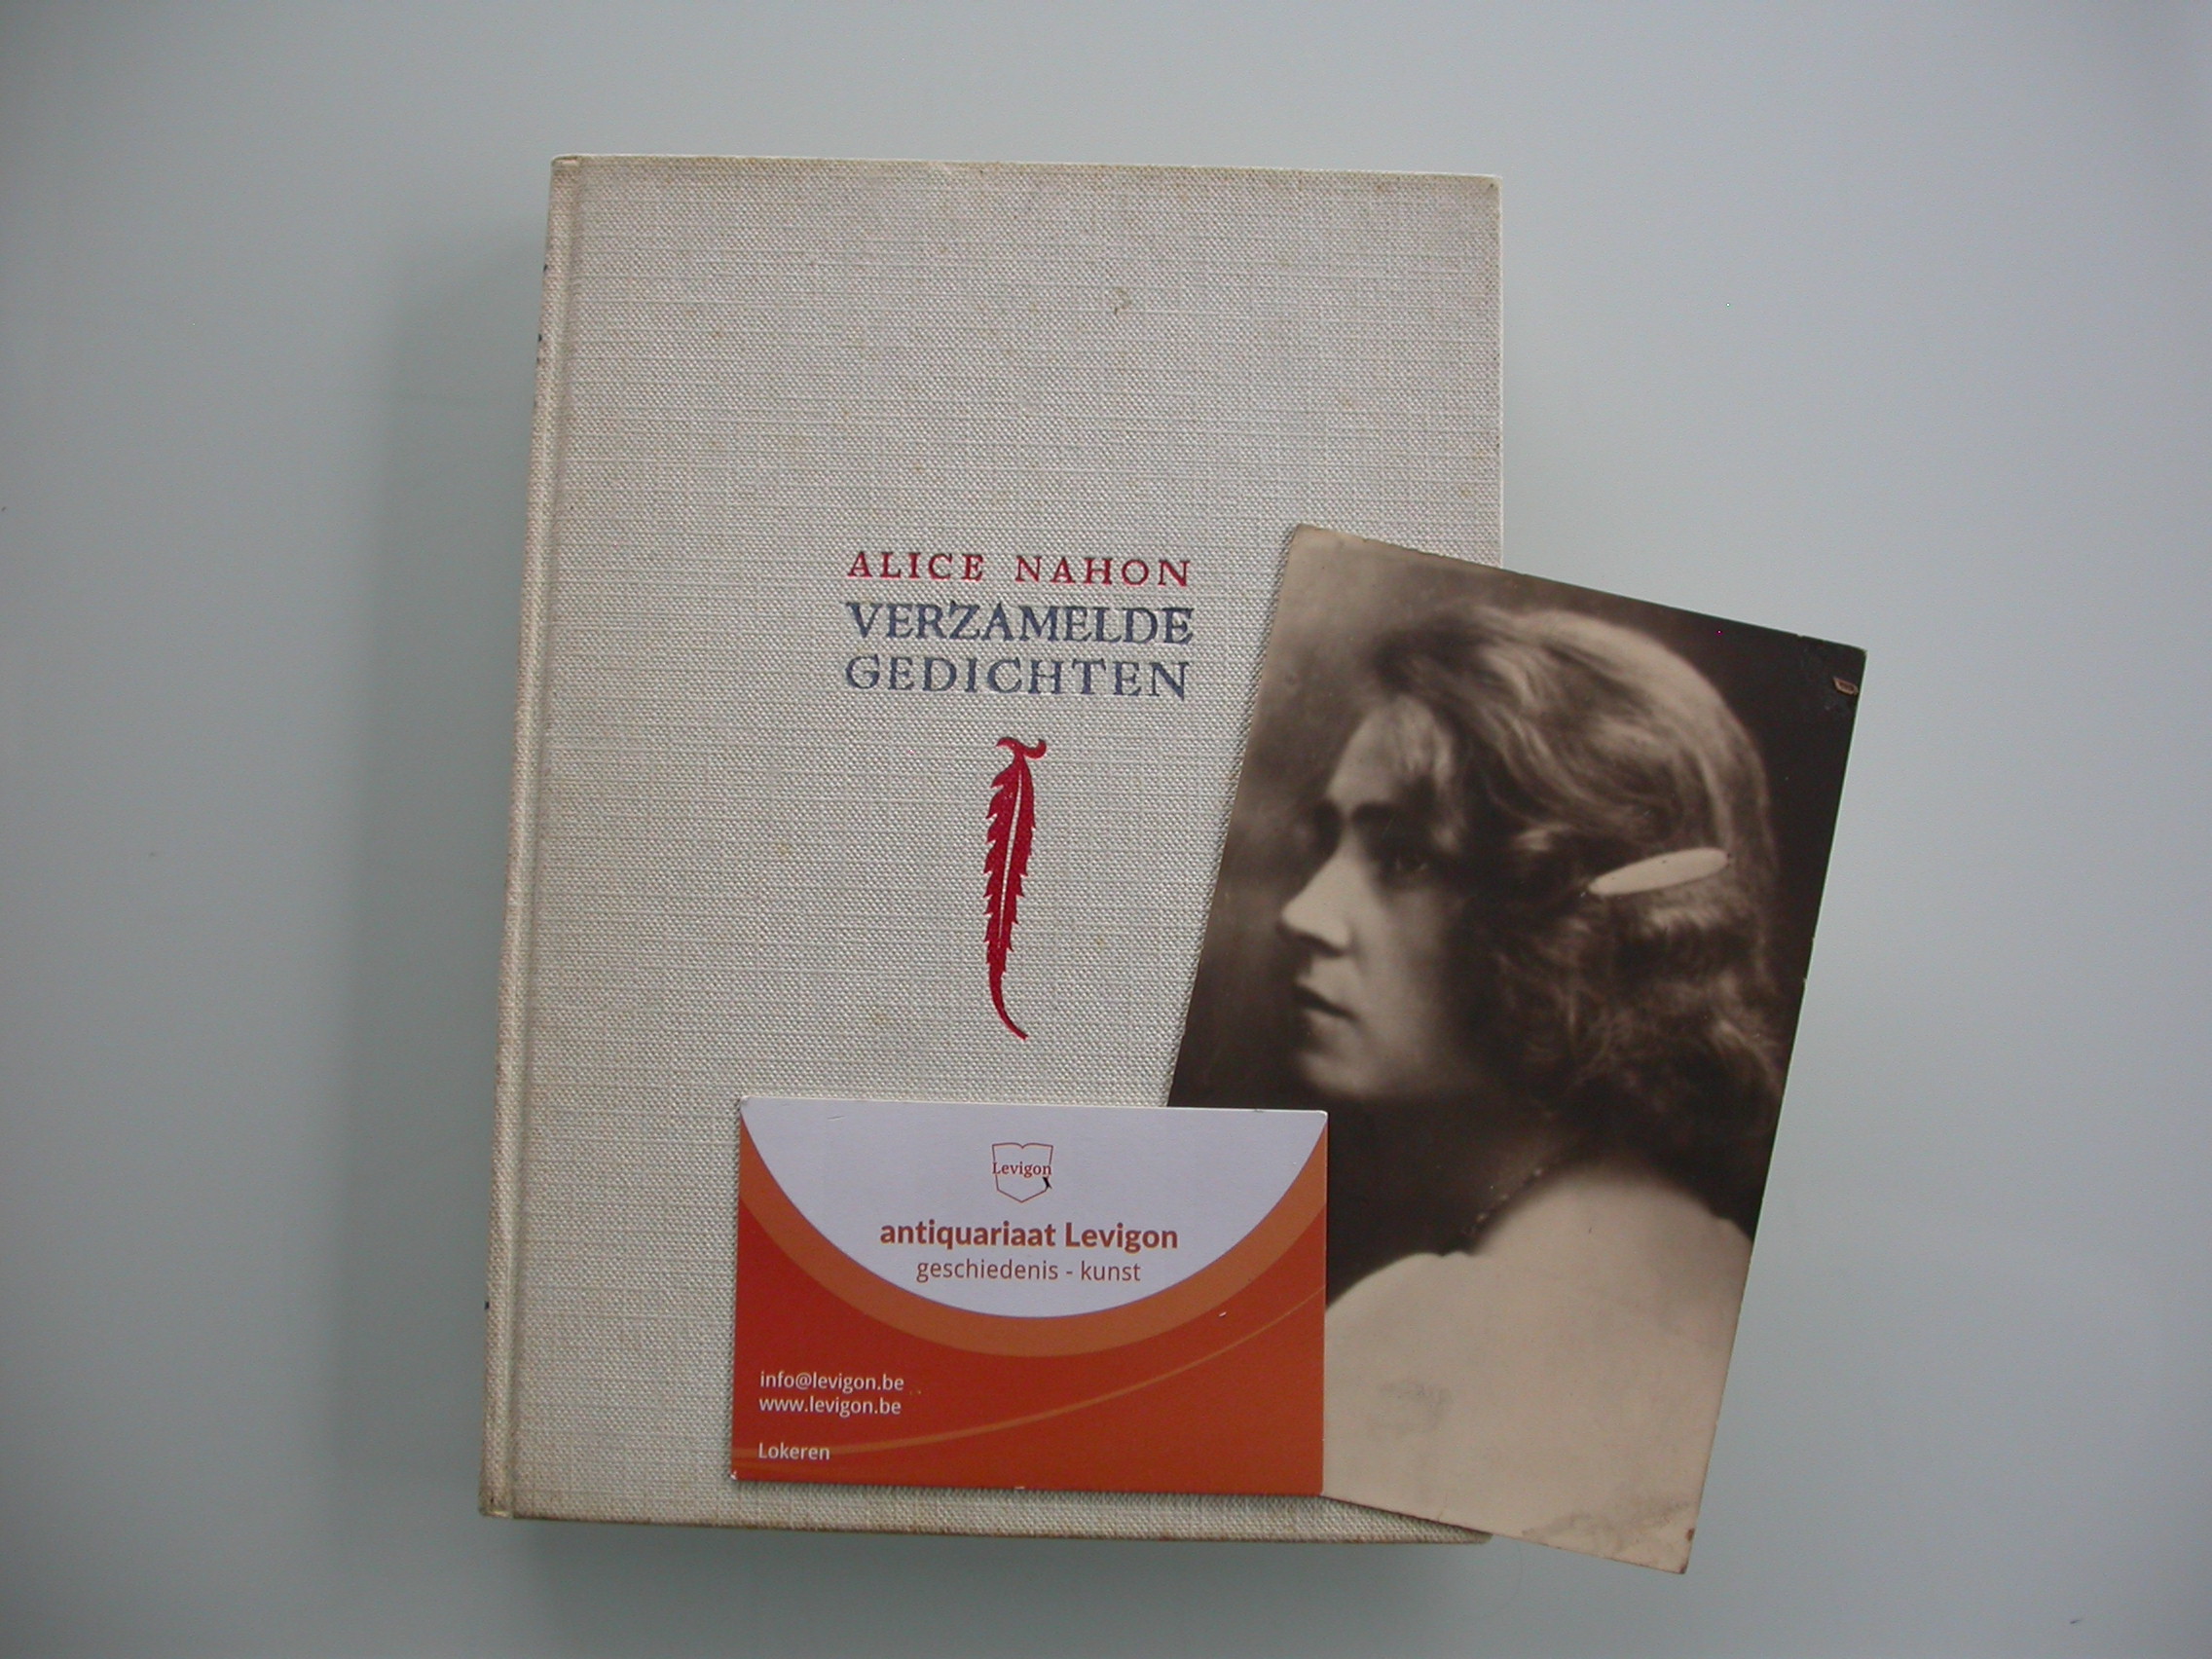 ALICE NAHON
VERZAMELDE
GEDICHTEN
Levigon
antiquariaat Levigon
geschiedenis - kunst
info@levigon.be
www.levigon.be
Lokeren